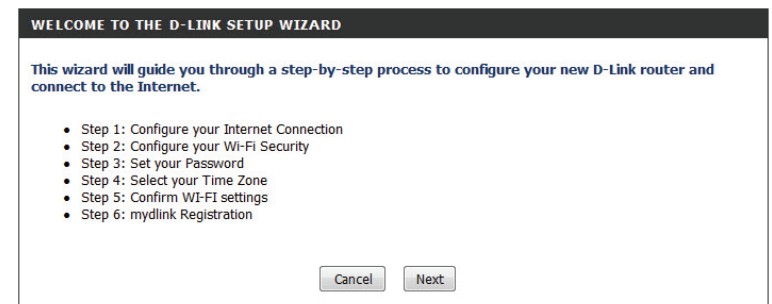 WELCOME TO THE D-LINK SETUP WIZARD
This wizard will guide you through a step-by-step process to configure your new D-Link router and
connect to the Internet.
• Step 1: Configure your Internet Connection
• Step 2: Configure your Wi-Fi Security
• Step 3: Set your Password
• Step 4: Select your Time Zone
• Step 5: Confirm WI-FI settings
• Step 6: mydlink Registration
Cancel Next